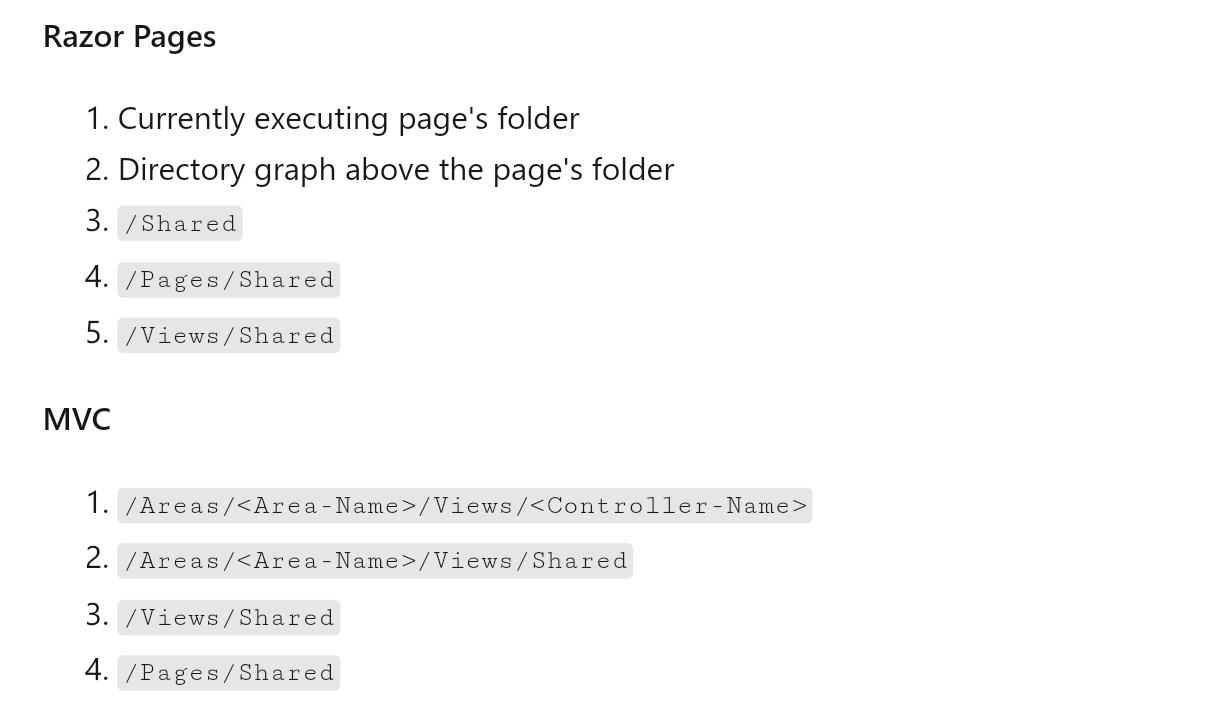 Razor Pages
1. Currently executing page's folder
2. Directory graph above the page's folder
3. /Shared
4. /Pages/Shared
5. /Views/Shared
MVC
1. /Areas/<Area-Name>/Views/<Controller-Name>
2. /Areas/<Area-Name>/Views/Shared
3. /Views/Shared
4. /Pages/Shared